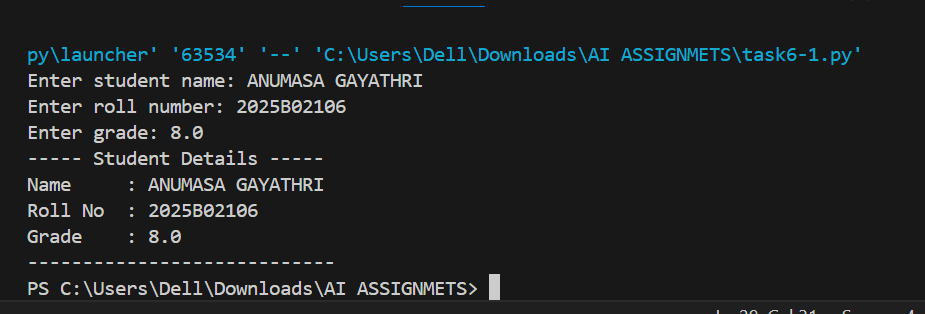 py\launcher' '63534' '--' 'C:\Users\Dell\Downloads\AI ASSIGNMETS\task6-1.py'
Enter student name: ANUMASA GAYATHRI
Enter roll number: 2025B02106
Enter grade: 8.0
----- Student Details -----
Name     : ANUMASA GAYATHRI
Roll No  : 2025B02106
Grade    : 8.0
----------------------------
PS C:\Users\Dell\Downloads\AI ASSIGNMETS>